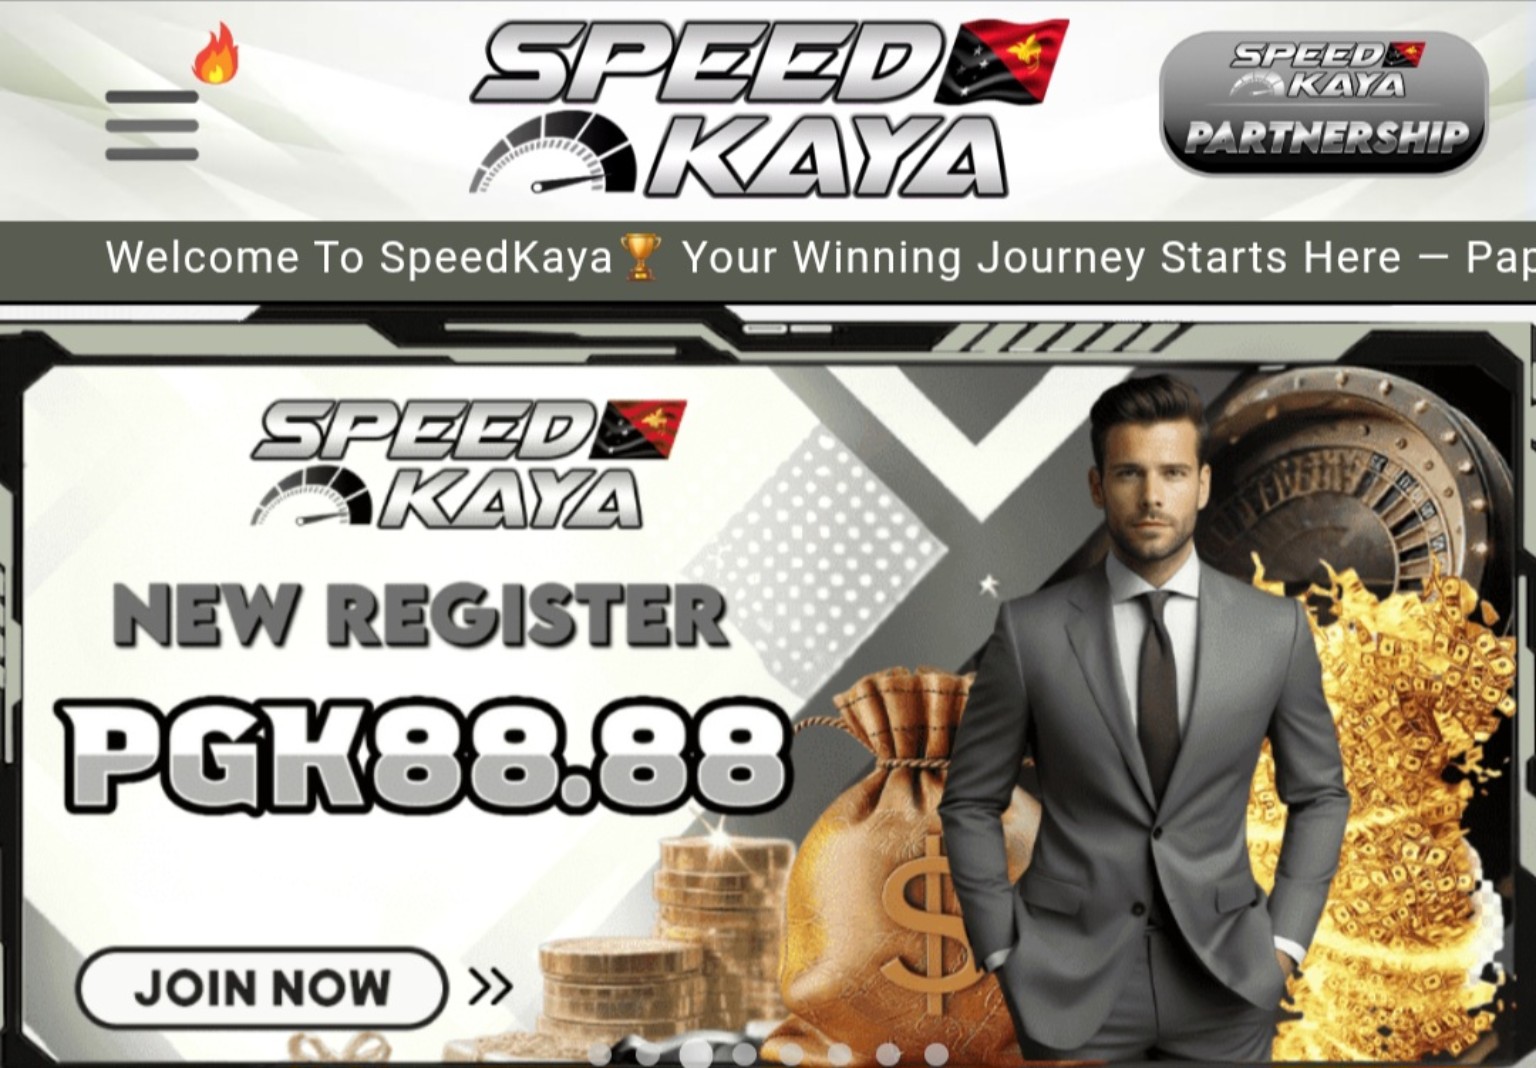 SPEED
KAYA
SPEED
KAYA
PARTNERSHIP
Welcome To SpeedKaya🏆 Your Winning Journey Starts Here — Pap
SPEED
KAYA
NEW REGISTER
PGK88.88
JOIN NOW »
$